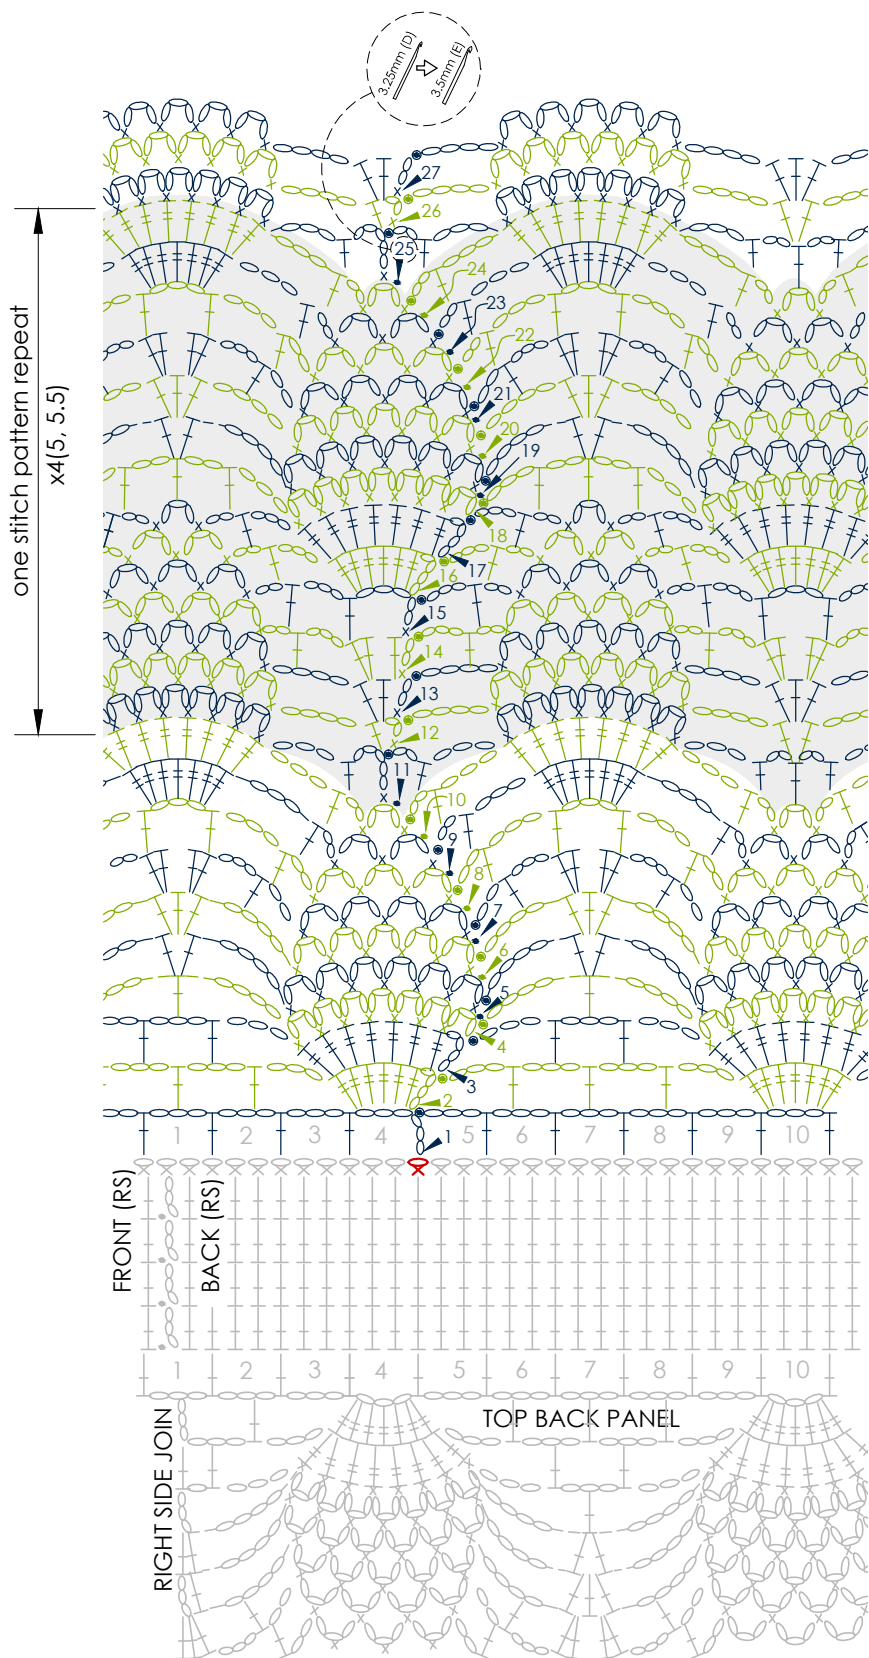 3.25mm (D)
3.5mm (E)
27
26
25
24
23
22
21
20
19
18
17
16
15
14
13
12
11
10
9
8
7
6
5
4
3
2
1
one stitch pattern repeat
x4(5, 5.5)
1 2 3 4 5 6 7 8 9 10
FRONT (RS)
BACK (RS)
1 2 3 4 5 6 7 8 9 10
TOP BACK PANEL
RIGHT SIDE JOIN